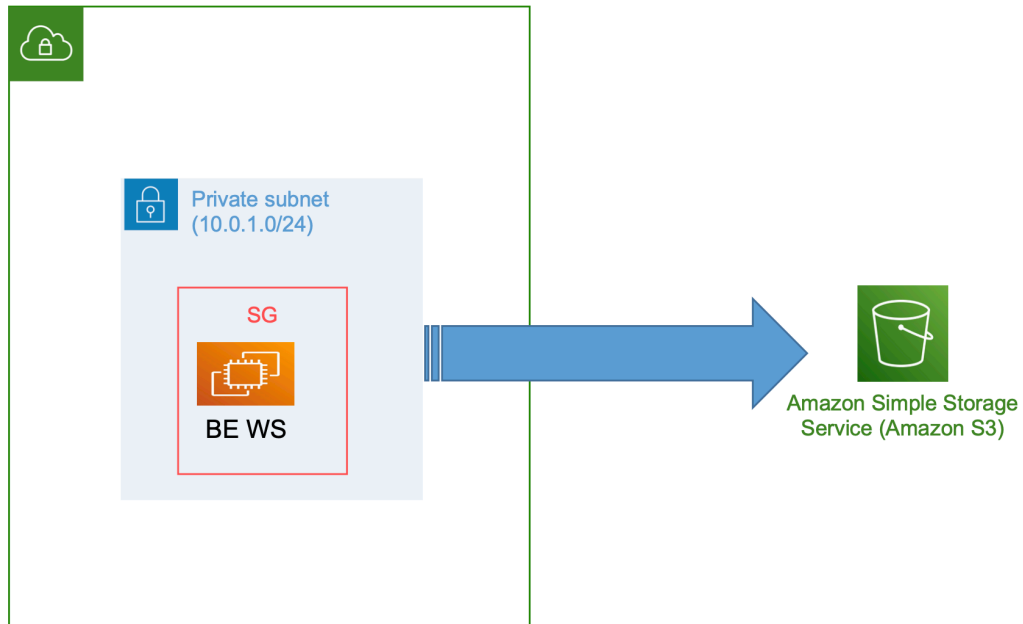 Private subnet
(10.0.1.0/24)
SG
BE WS
Amazon Simple Storage
Service (Amazon S3)